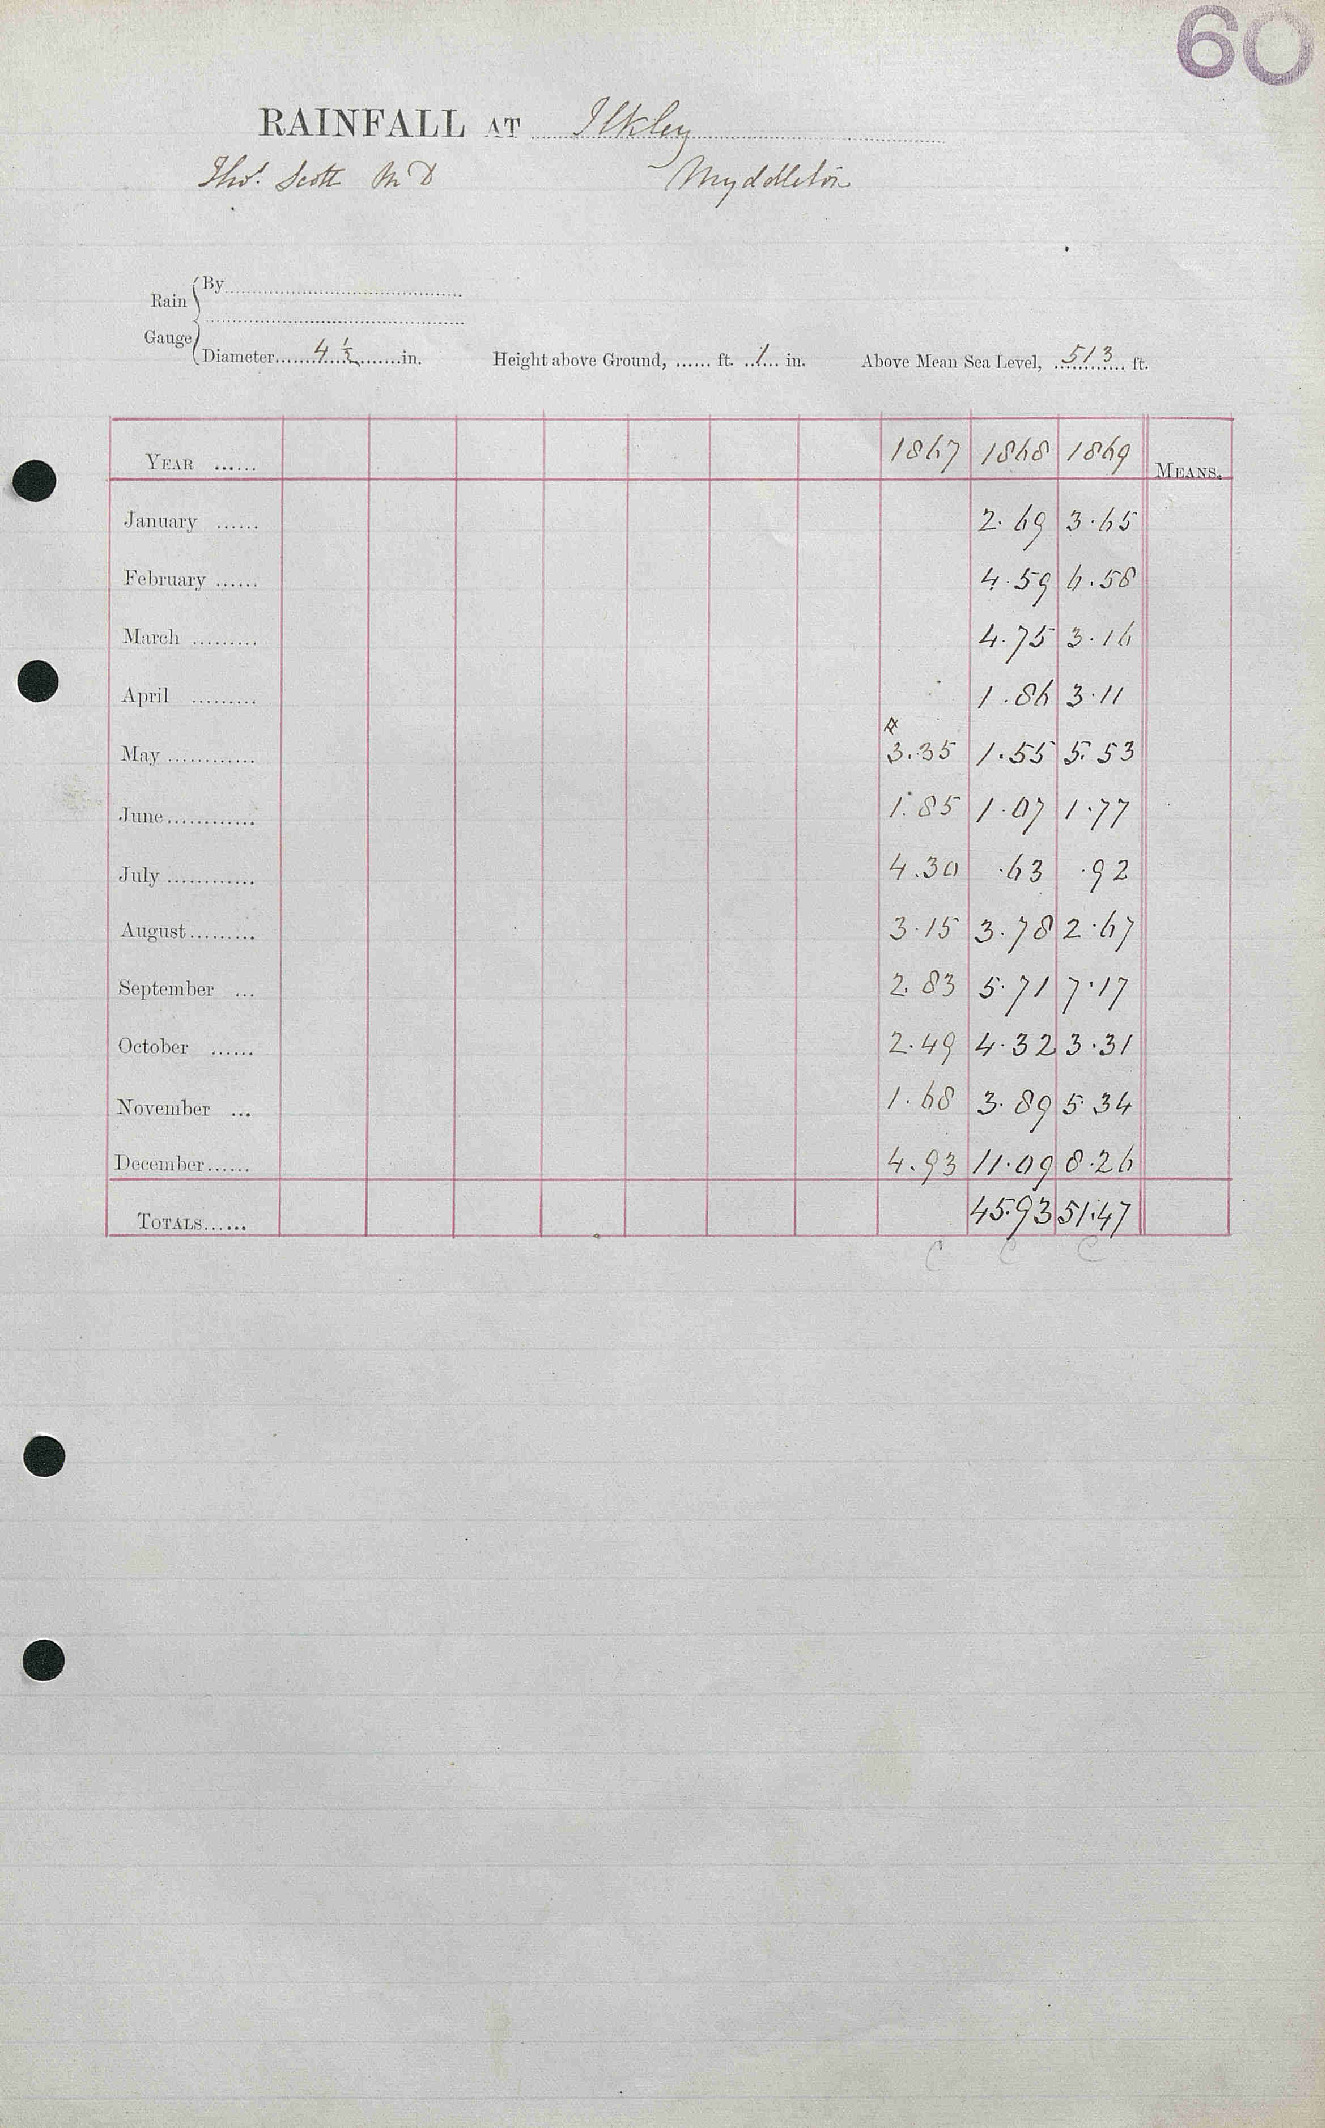 60
RAINFALL AT Ilkley
Thos. Scott M D Myddleton
Rain Gauge { By
Diameter 4 1/2 in. Height above Ground, ...... ft. 1 in. Above Mean Sea Level, 513 ft.
YEAR ...... 1867 1868 1869 MEANS.
January ...... 2.69 3.65
February ...... 4.59 6.58
March ......... 4.75 3.16
April ......... 1.86 3.11
May ............ 3.35 1.55 5.53
June ............ 1.85 1.07 1.77
July ............ 4.30 .63 .92
August ......... 3.15 3.78 2.67
September ... 2.83 5.71 7.17
October ...... 2.49 4.32 3.31
November ... 1.68 3.89 5 34
December ...... 4.93 11.09 8.26
TOTALS ...... 45.93 51.47
C C C